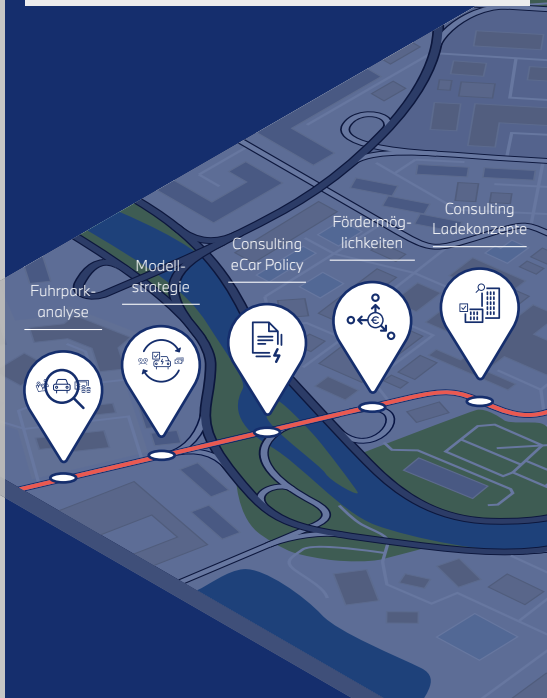 Fuhrpark-
analyse
Modell-
strategie
Consulting
eCar Policy
Fördermög-
lichkeiten
Consulting
Ladekonzepte
€